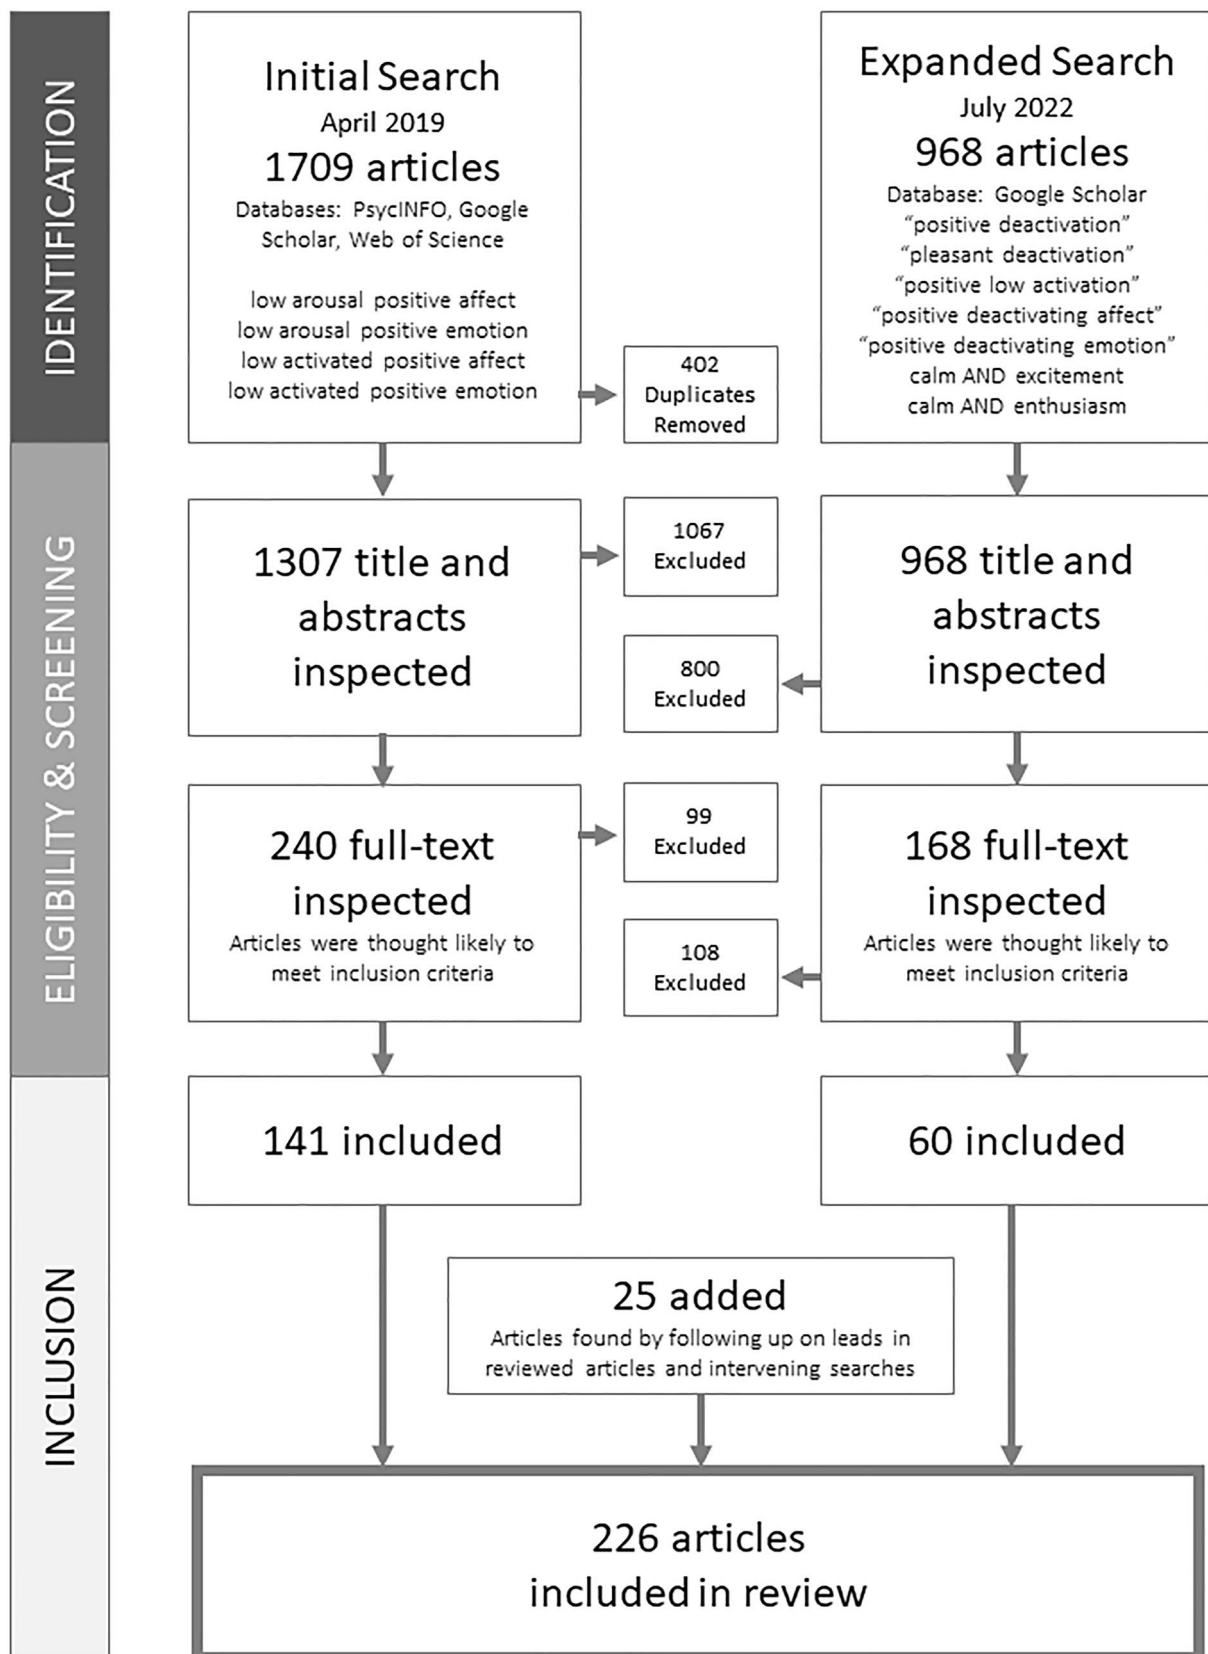 IDENTIFICATION
Initial Search
April 2019
1709 articles
Databases: PsycINFO, Google
Scholar, Web of Science
low arousal positive affect
low arousal positive emotion
low activated positive affect
low activated positive emotion
402
Duplicates
Removed
Expanded Search
July 2022
968 articles
Database: Google Scholar
“positive deactivation”
“pleasant deactivation”
“positive low activation”
“positive deactivating affect”
“positive deactivating emotion”
calm AND excitement
calm AND enthusiasm
ELIGIBILITY & SCREENING
1307 title and
abstracts
inspected
1067
Excluded
800
Excluded
968 title and
abstracts
inspected
240 full-text
inspected
Articles were thought likely to
meet inclusion criteria
99
Excluded
108
Excluded
168 full-text
inspected
Articles were thought likely to
meet inclusion criteria
INCLUSION
141 included
60 included
25 added
Articles found by following up on leads in
reviewed articles and intervening searches
226 articles
included in review